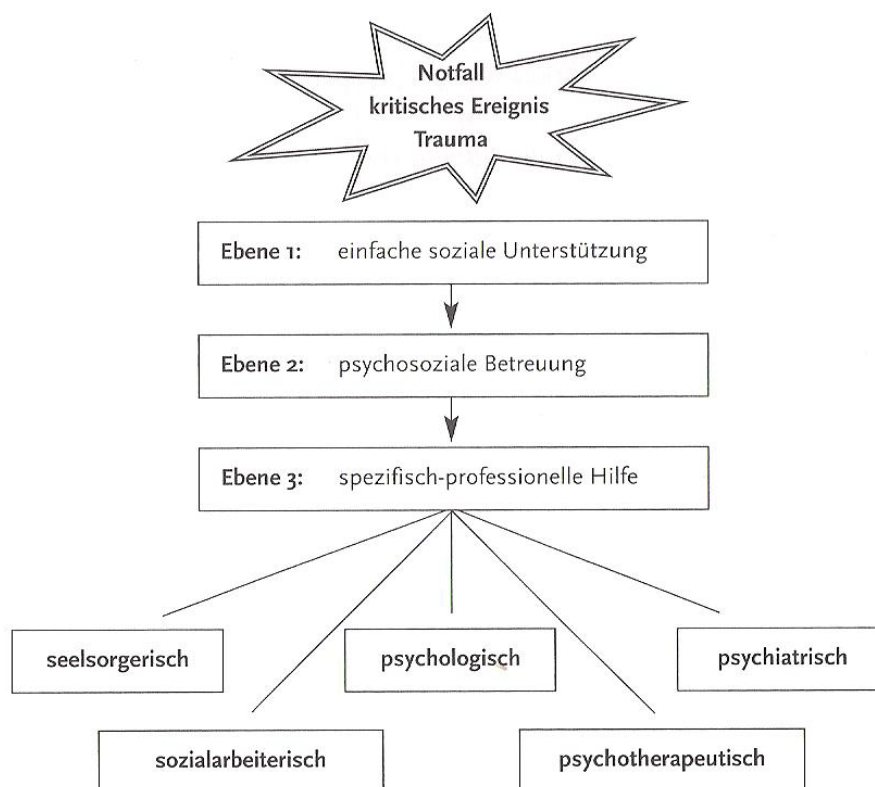 Notfall
kritisches Ereignis
Trauma
Ebene 1: einfache soziale Unterstützung
Ebene 2: psychosoziale Betreuung
Ebene 3: spezifisch-professionelle Hilfe
seelsorgerisch
psychologisch
psychiatrisch
sozialarbeiterisch
psychotherapeutisch